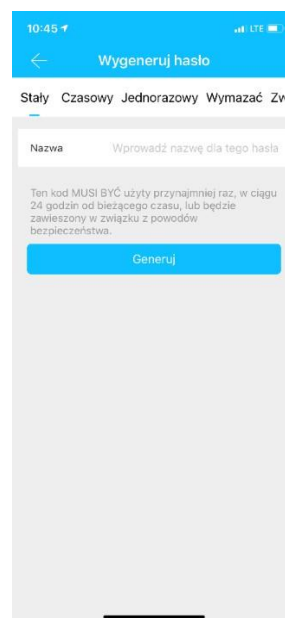 10:45 LTE
Wygeneruj hasło
Stały Czasowy Jednorazowy Wymazać Zw
Nazwa Wprowadź nazwę dla tego hasła
Ten kod MUSI BYĆ użyty przynajmniej raz, w ciągu
24 godzin od bieżącego czasu, lub będzie
zawieszony w związku z powodów
bezpieczeństwa.
Generuj